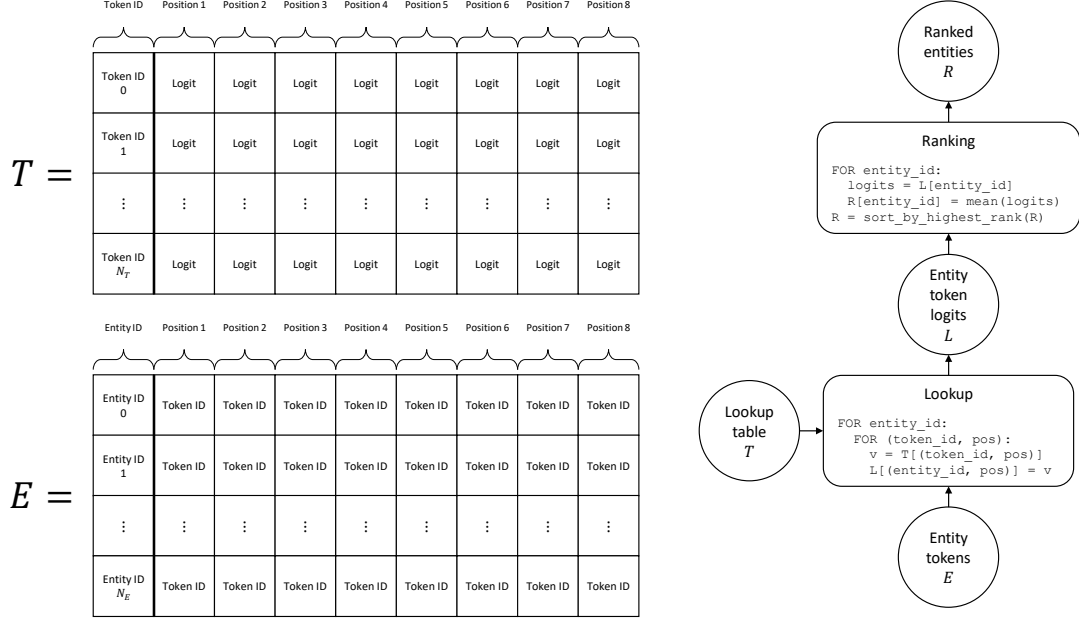 Token ID Position 1 Position 2 Position 3 Position 4 Position 5 Position 6 Position 7 Position 8
T =
Token ID
0
Logit Logit Logit Logit Logit Logit Logit Logit
Token ID
1
Logit Logit Logit Logit Logit Logit Logit Logit
⋮ ⋮ ⋮ ⋮ ⋮ ⋮ ⋮ ⋮ ⋮
Token ID
N_T
Logit Logit Logit Logit Logit Logit Logit Logit
Entity ID Position 1 Position 2 Position 3 Position 4 Position 5 Position 6 Position 7 Position 8
E =
Entity ID
0
Token ID Token ID Token ID Token ID Token ID Token ID Token ID Token ID
Entity ID
1
Token ID Token ID Token ID Token ID Token ID Token ID Token ID Token ID
⋮ ⋮ ⋮ ⋮ ⋮ ⋮ ⋮ ⋮ ⋮
Entity ID
N_E
Token ID Token ID Token ID Token ID Token ID Token ID Token ID Token ID
Ranked
entities
R
Ranking
FOR entity_id:
logits = L[entity_id]
R[entity_id] = mean(logits)
R = sort_by_highest_rank(R)
Entity
token
logits
L
Lookup
table
T
Lookup
FOR entity_id:
FOR (token_id, pos):
v = T[(token_id, pos)]
L[(entity_id, pos)] = v
Entity
tokens
E